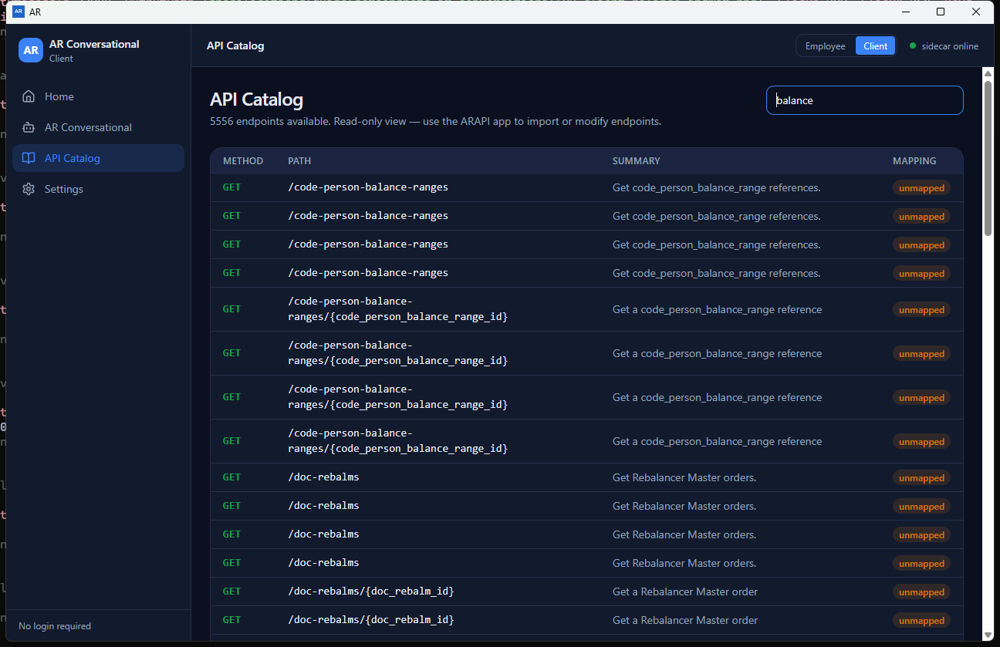 AR AR
AR AR Conversational
Client
Home
AR Conversational
API Catalog
Settings
No login required
API Catalog
Employee Client sidecar online
API Catalog
5556 endpoints available. Read-only view — use the ARAPI app to import or modify endpoints.
balance
METHOD PATH SUMMARY MAPPING
GET /code-person-balance-ranges Get code_person_balance_range references. unmapped
GET /code-person-balance-ranges Get code_person_balance_range references. unmapped
GET /code-person-balance-ranges Get code_person_balance_range references. unmapped
GET /code-person-balance-ranges Get code_person_balance_range references. unmapped
GET /code-person-balance-
ranges/{code_person_balance_range_id} Get a code_person_balance_range reference unmapped
GET /code-person-balance-
ranges/{code_person_balance_range_id} Get a code_person_balance_range reference unmapped
GET /code-person-balance-
ranges/{code_person_balance_range_id} Get a code_person_balance_range reference unmapped
GET /code-person-balance-
ranges/{code_person_balance_range_id} Get a code_person_balance_range reference unmapped
GET /doc-rebalms Get Rebalancer Master orders. unmapped
GET /doc-rebalms Get Rebalancer Master orders. unmapped
GET /doc-rebalms Get Rebalancer Master orders. unmapped
GET /doc-rebalms Get Rebalancer Master orders. unmapped
GET /doc-rebalms/{doc_rebalm_id} Get a Rebalancer Master order unmapped
GET /doc-rebalms/{doc_rebalm_id} Get a Rebalancer Master order unmapped